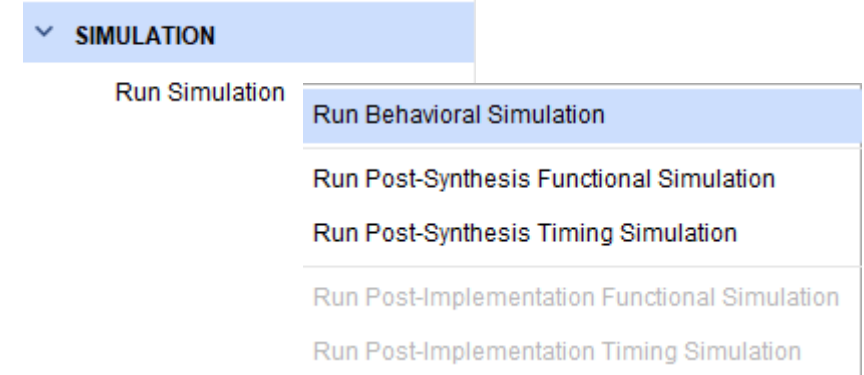 SIMULATION
Run Simulation
Run Behavioral Simulation
Run Post-Synthesis Functional Simulation
Run Post-Synthesis Timing Simulation
Run Post-Implementation Functional Simulation
Run Post-Implementation Timing Simulation